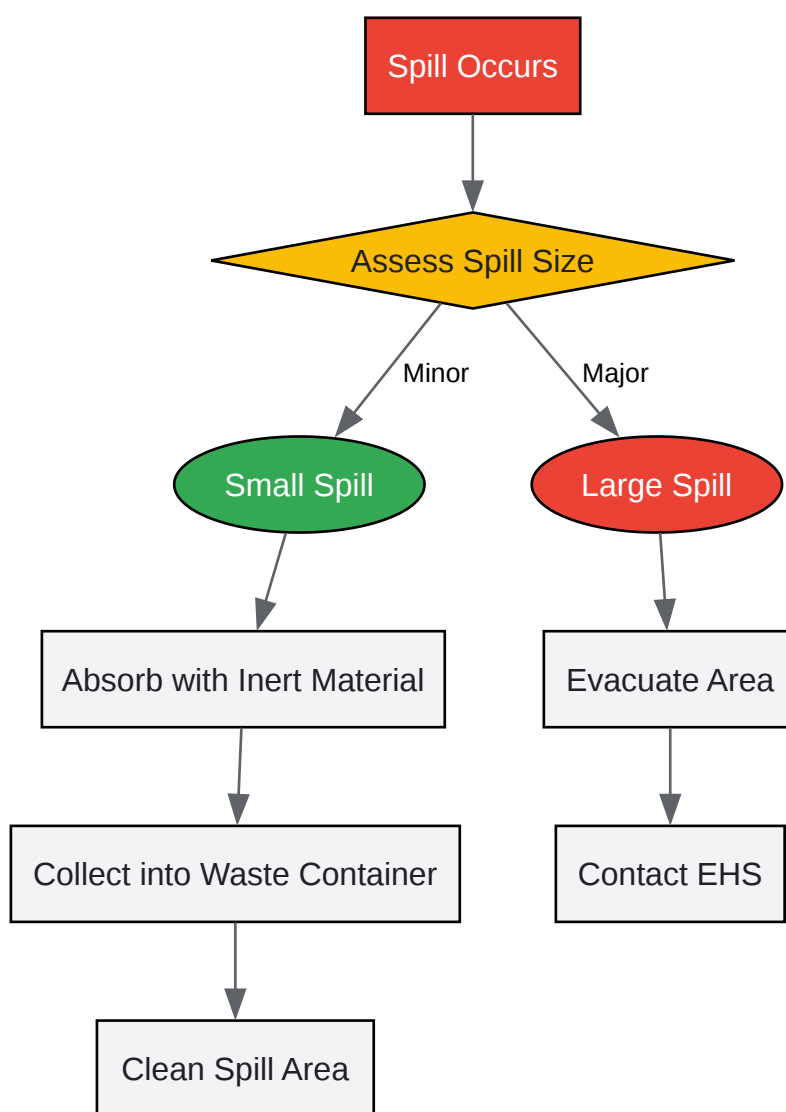 Spill Occurs
Assess Spill Size
Minor
Major
Small Spill
Large Spill
Absorb with Inert Material
Evacuate Area
Collect into Waste Container
Contact EHS
Clean Spill Area